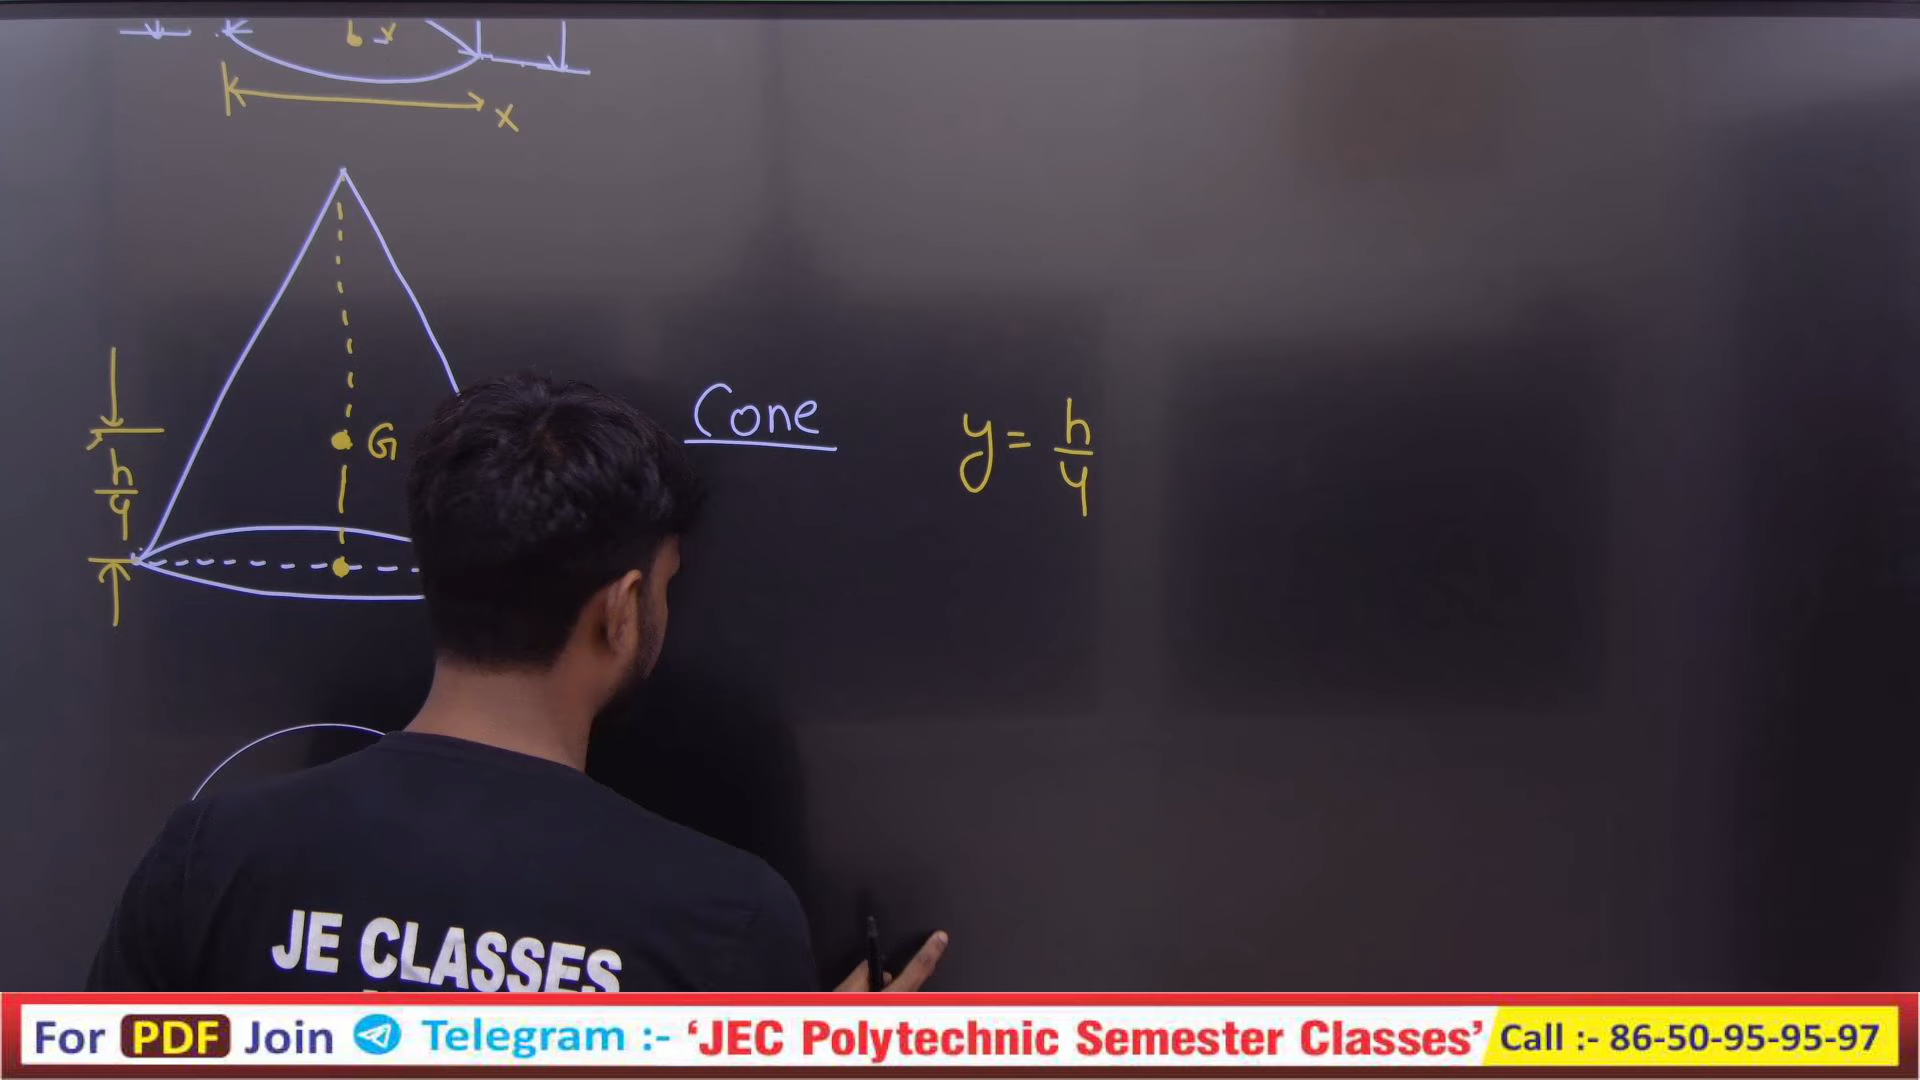 x
G
h/4
Cone
y = h/4
JE CLASSES
For PDF Join Telegram :- ‘JEC Polytechnic Semester Classes’ Call :- 86-50-95-95-97